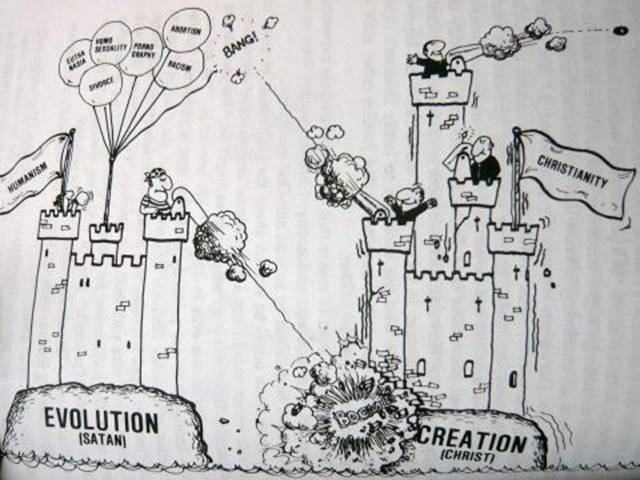 ABORTION
HOMO
SEXUALITY
PORNO
GRAPHY
EUTHA
NASIA
RACISM
DIVORCE
BANG!
HUMANISM
CHRISTIANITY
BOOM!
EVOLUTION
(SATAN)
CREATION
(CHRIST)